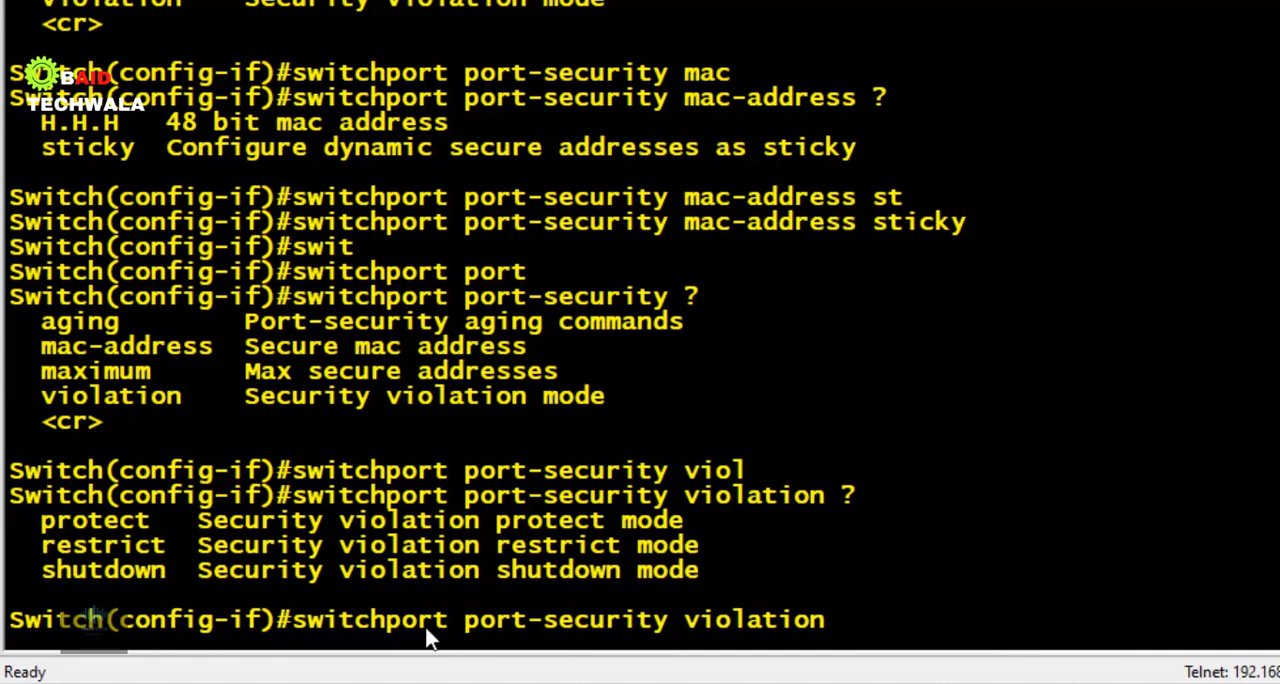 violation    Security violation mode
<cr>
Switch(config-if)#switchport port-security mac
BAID
Switch(config-if)#switchport port-security mac-address ?
TECHWALA
H.H.H   48 bit mac address
sticky  Configure dynamic secure addresses as sticky
Switch(config-if)#switchport port-security mac-address st
Switch(config-if)#switchport port-security mac-address sticky
Switch(config-if)#swit
Switch(config-if)#switchport port
Switch(config-if)#switchport port-security ?
aging        Port-security aging commands
mac-address  Secure mac address
maximum      Max secure addresses
violation    Security violation mode
<cr>
Switch(config-if)#switchport port-security viol
Switch(config-if)#switchport port-security violation ?
protect   Security violation protect mode
restrict  Security violation restrict mode
shutdown  Security violation shutdown mode
Switch(config-if)#switchport port-security violation
Ready
Telnet: 192.168